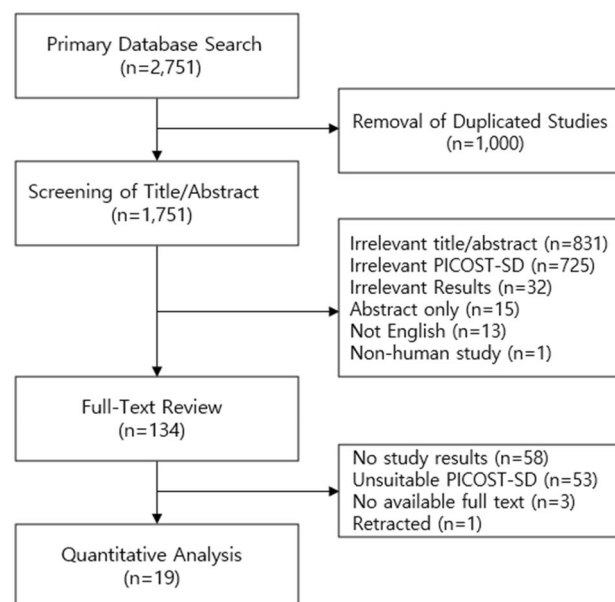 Primary Database Search
(n=2,751)
Removal of Duplicated Studies
(n=1,000)
Screening of Title/Abstract
(n=1,751)
Irrelevant title/abstract (n=831)
Irrelevant PICOST-SD (n=725)
Irrelevant Results (n=32)
Abstract only (n=15)
Not English (n=13)
Non-human study (n=1)
Full-Text Review
(n=134)
No study results (n=58)
Unsuitable PICOST-SD (n=53)
No available full text (n=3)
Retracted (n=1)
Quantitative Analysis
(n=19)